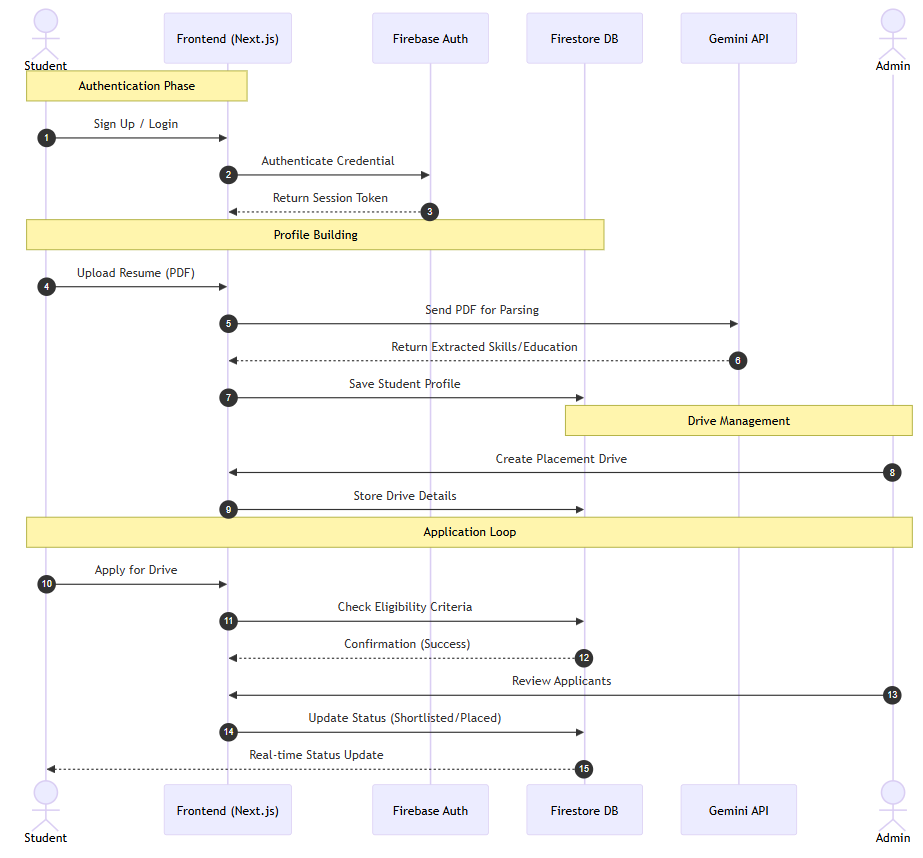 Student
Frontend (Next.js)
Firebase Auth
Firestore DB
Gemini API
Admin
Authentication Phase
Sign Up / Login
1
Authenticate Credential
2
Return Session Token
3
Profile Building
Upload Resume (PDF)
4
Send PDF for Parsing
5
Return Extracted Skills/Education
6
Save Student Profile
7
Drive Management
Create Placement Drive
8
Store Drive Details
9
Application Loop
Apply for Drive
10
Check Eligibility Criteria
11
Confirmation (Success)
12
Review Applicants
13
Update Status (Shortlisted/Placed)
14
Real-time Status Update
15
Student
Frontend (Next.js)
Firebase Auth
Firestore DB
Gemini API
Admin